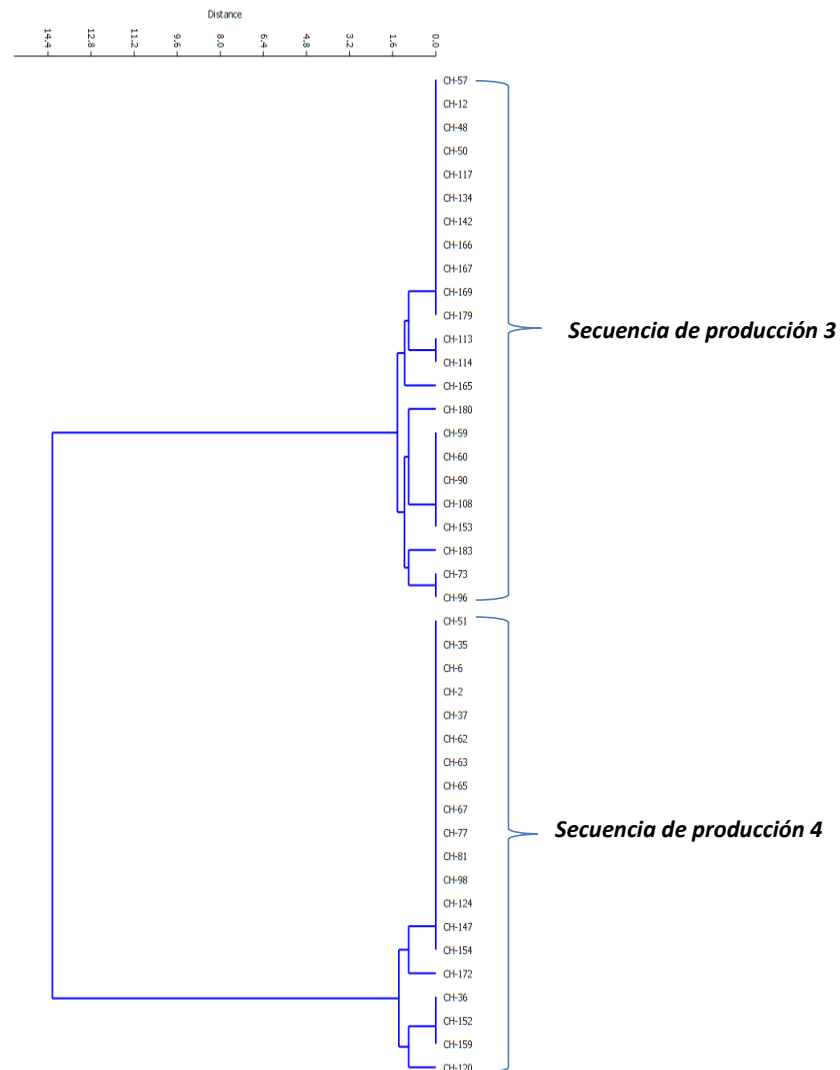 Distance
14.4 12.8 11.2 9.6 8.0 6.4 4.8 3.2 1.6 0.0
CH-57
CH-12
CH-48
CH-50
CH-117
CH-134
CH-142
CH-166
CH-167
CH-169
CH-179
CH-113
Secuencia de producción 3
CH-114
CH-165
CH-180
CH-59
CH-60
CH-90
CH-108
CH-153
CH-183
CH-73
CH-96
CH-51
CH-35
CH-6
CH-2
CH-37
CH-62
CH-63
CH-65
CH-67
CH-77
Secuencia de producción 4
CH-81
CH-98
CH-124
CH-147
CH-154
CH-172
CH-36
CH-152
CH-159
CH-120